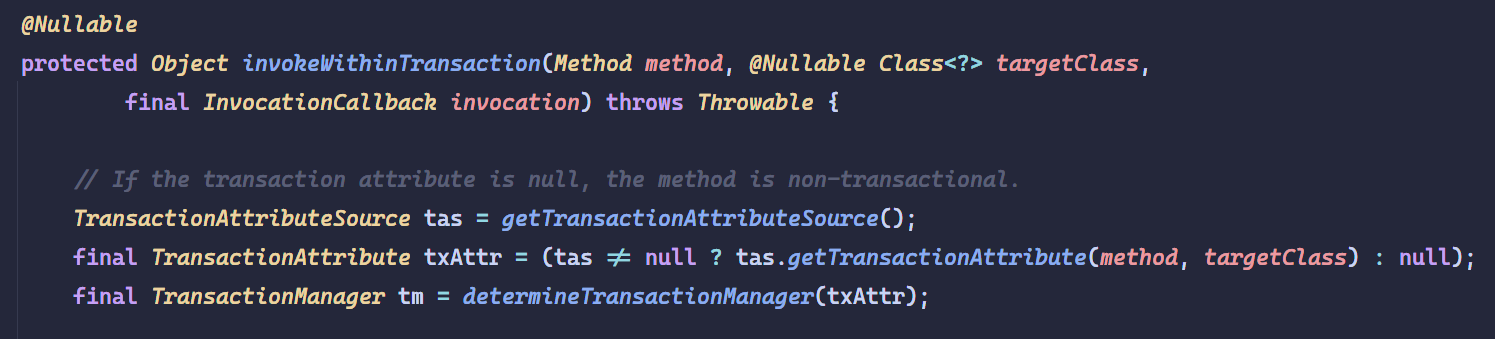 @Nullable
protected Object invokeWithinTransaction(Method method, @Nullable Class<?> targetClass,
        final InvocationCallback invocation) throws Throwable {

    // If the transaction attribute is null, the method is non-transactional.
    TransactionAttributeSource tas = getTransactionAttributeSource();
    final TransactionAttribute txAttr = (tas != null ? tas.getTransactionAttribute(method, targetClass) : null);
    final TransactionManager tm = determineTransactionManager(txAttr);